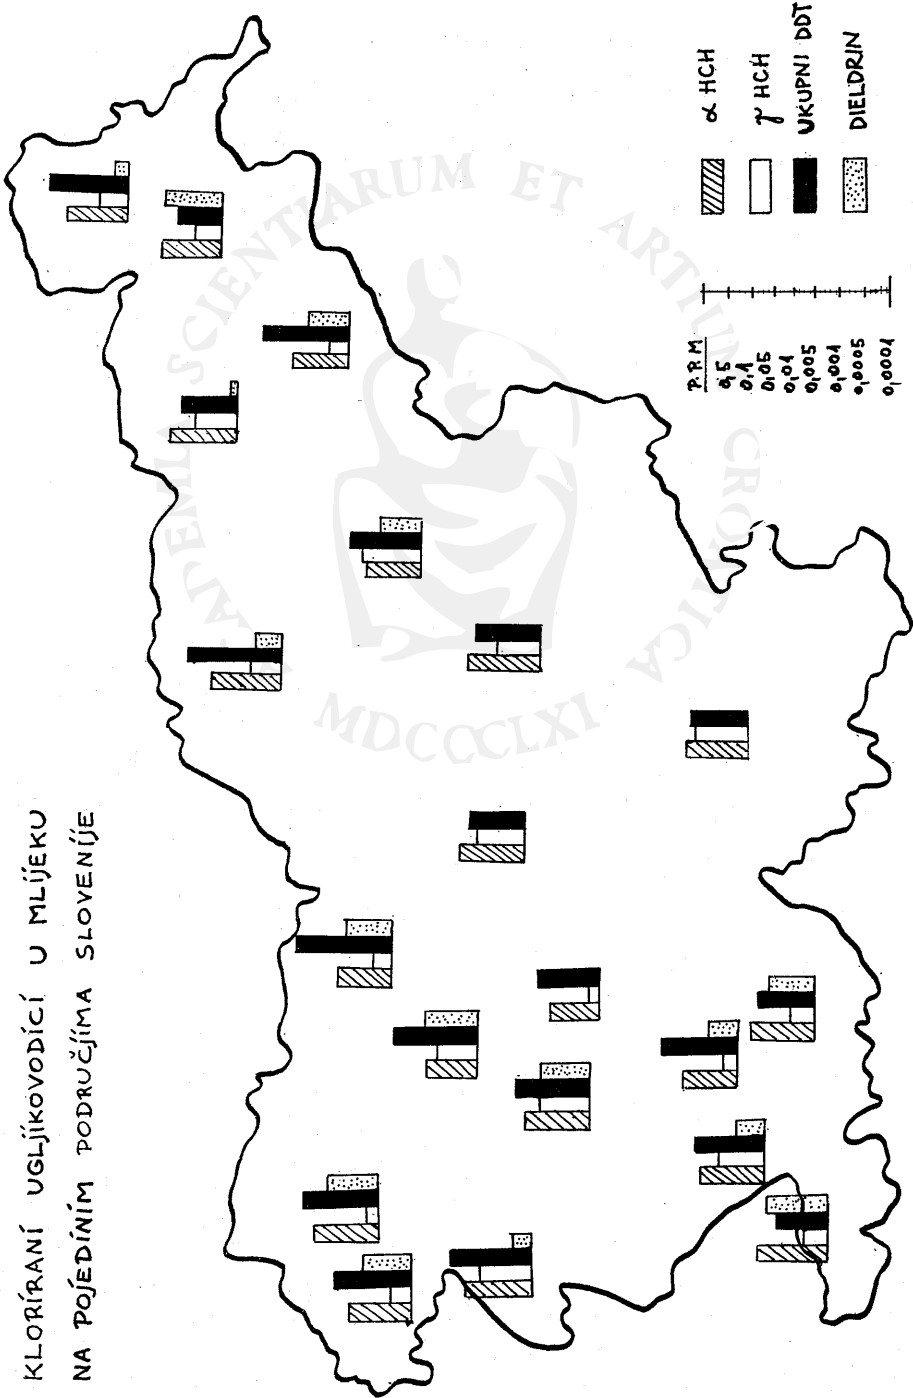 KLORIRANI UGLJIKOVODICI U MLIJEKU
NA POJEDINIM PODRUČJIMA SLOVENIJE
α HCH
γ HCH
UKUPNI DDT
DIELDRIN
P.P.M
0,5
0,1
0,05
0,01
0,005
0,001
0,0005
0,0001
SCIENTIARUM ET ARTIUM CROATICA
MDCCCLXI